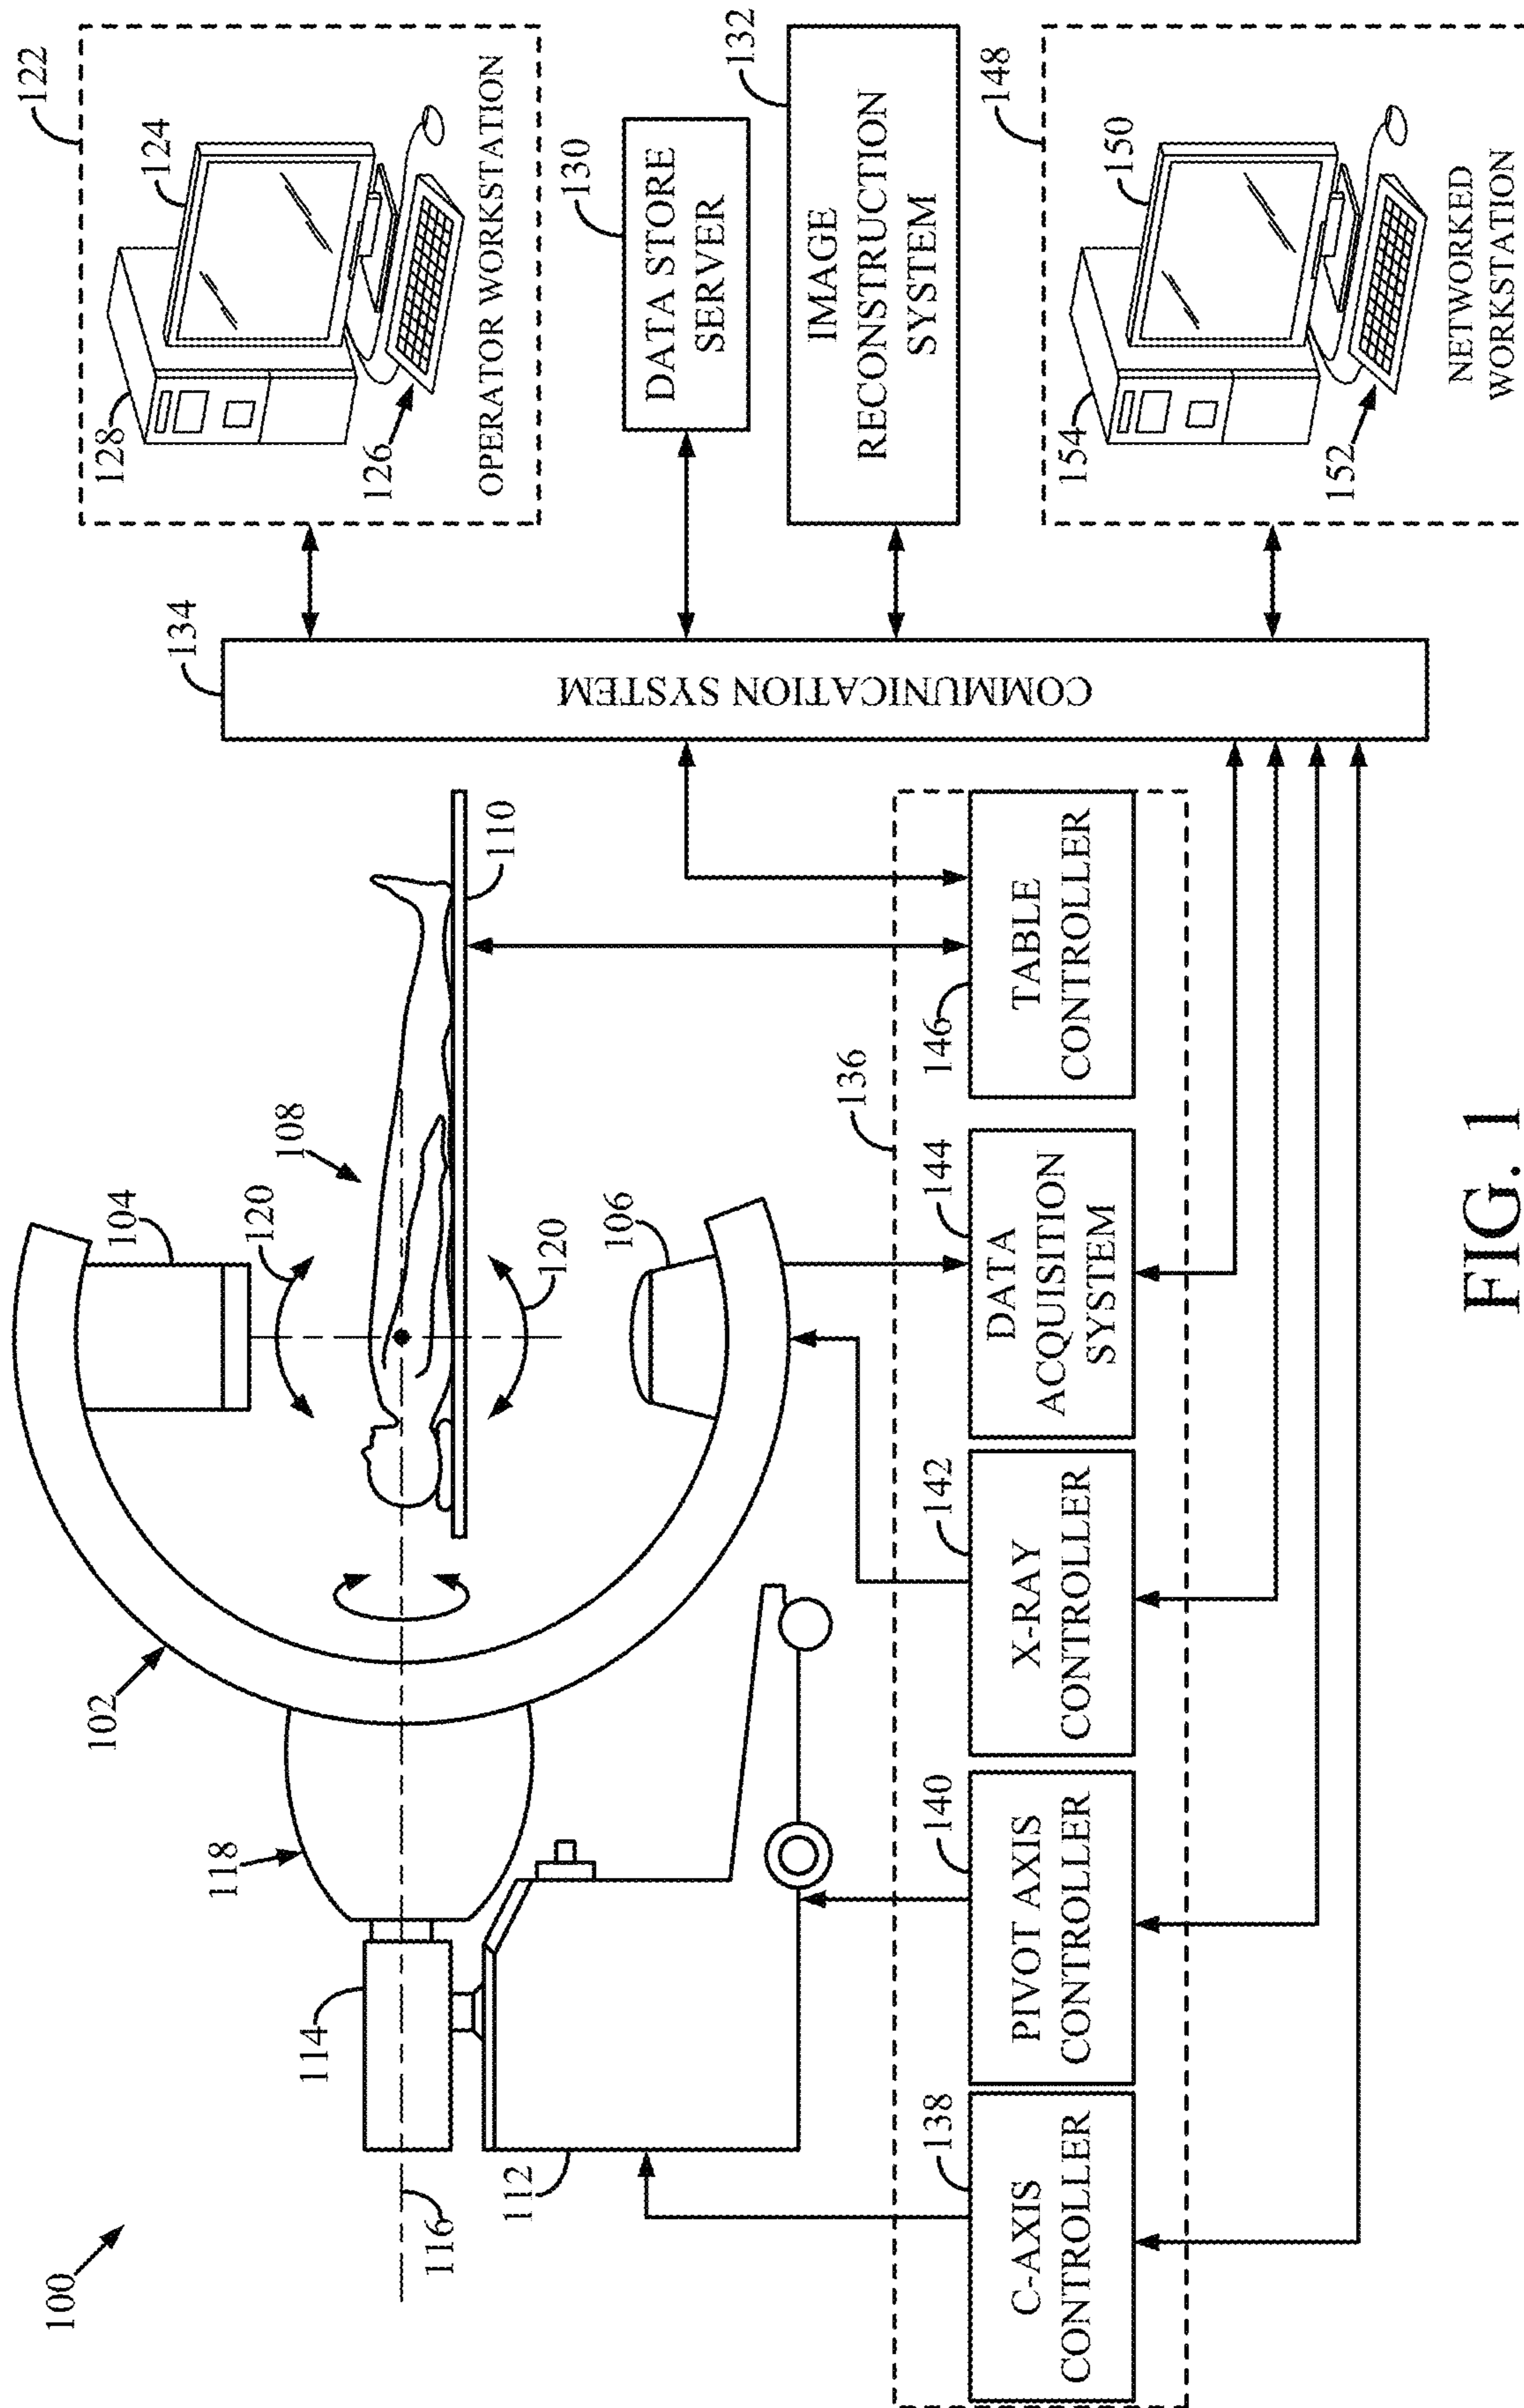 100
102
104
106
108
110
112
114
116
118
120
120
122
124
126
128
OPERATOR WORKSTATION
130
DATA STORE
SERVER
132
IMAGE
RECONSTRUCTION
SYSTEM
134
COMMUNICATION SYSTEM
136
138
C-AXIS
CONTROLLER
140
PIVOT AXIS
CONTROLLER
142
X-RAY
CONTROLLER
144
DATA
ACQUISITION
SYSTEM
146
TABLE
CONTROLLER
148
150
152
154
NETWORKED
WORKSTATION
FIG. 1